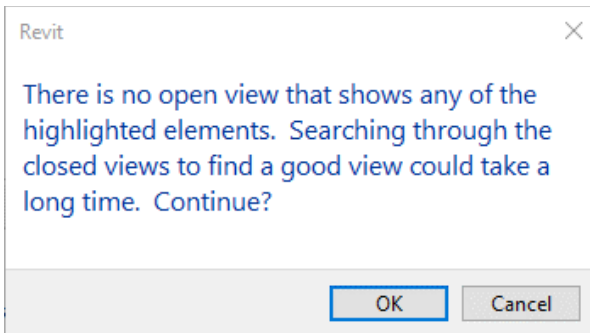 Revit
There is no open view that shows any of the
highlighted elements.  Searching through the
closed views to find a good view could take a
long time.  Continue?
OK
Cancel